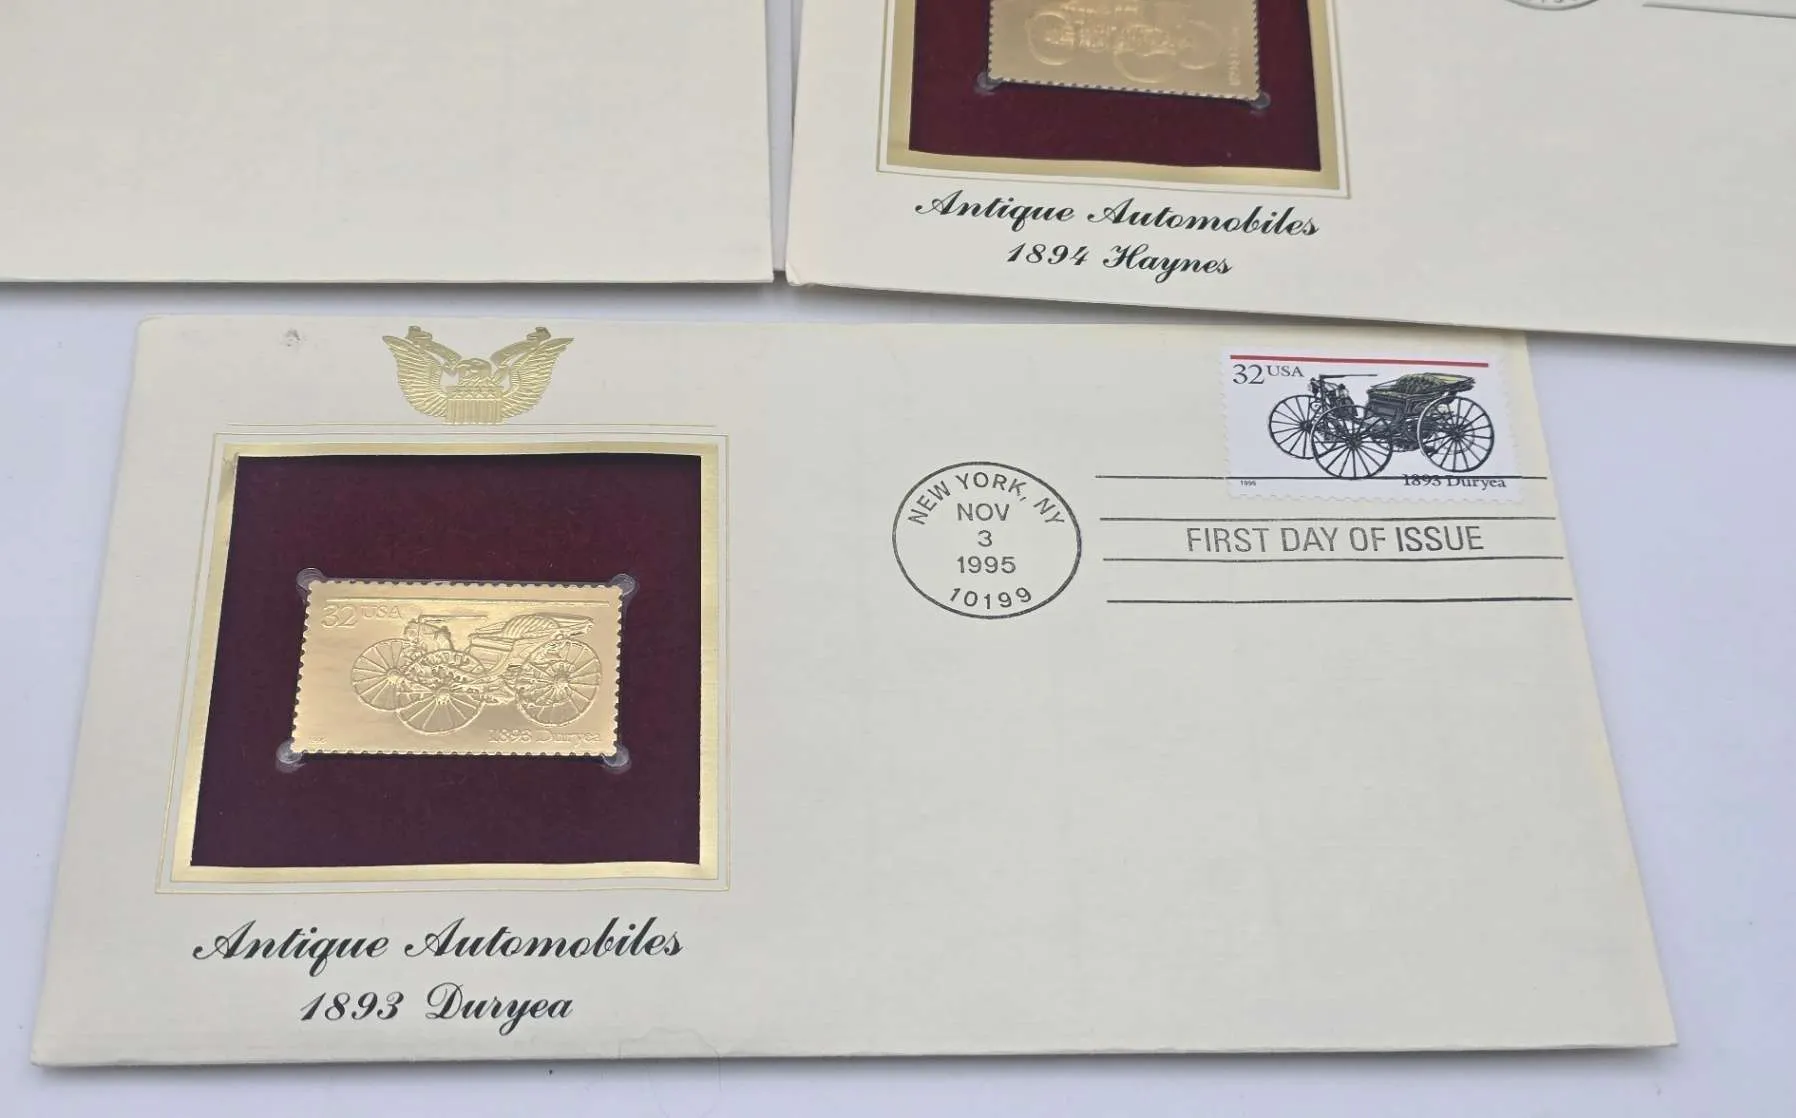 Antique Automobiles
1894 Haynes
32 USA
1893 Duryea
NEW YORK, NY
NOV
3
1995
10199
FIRST DAY OF ISSUE
32 USA
1893 Duryea
Antique Automobiles
1893 Duryea